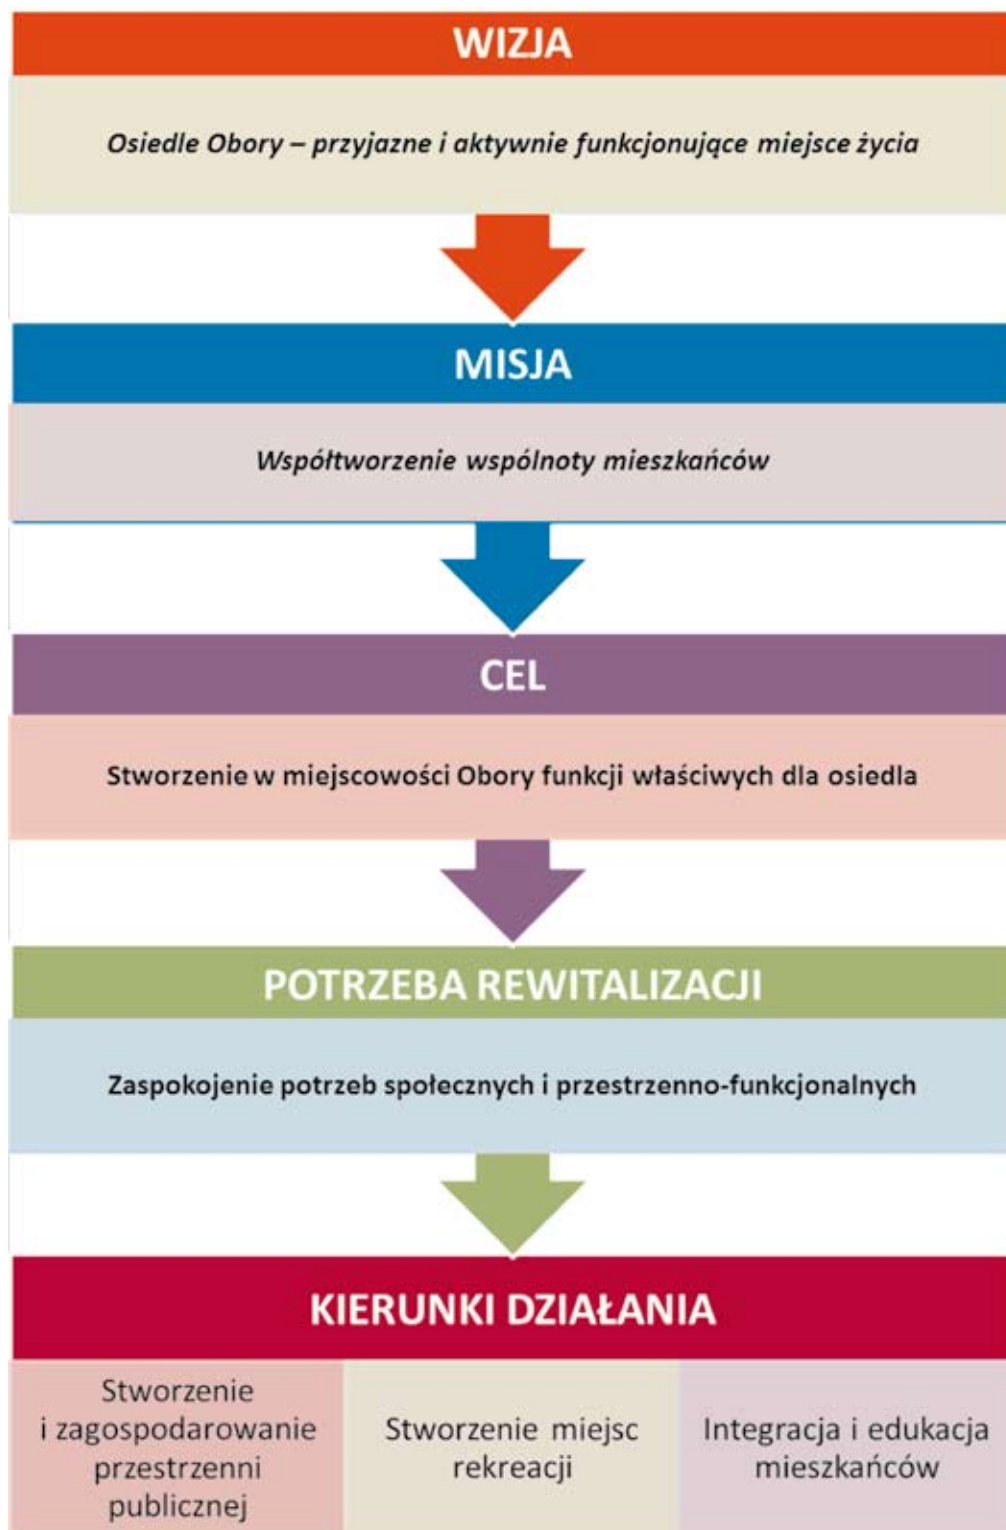 WIZJA
Osiedle Obory – przyjazne i aktywnie funkcjonujące miejsce życia
MISJA
Współtworzenie wspólnoty mieszkańców
CEL
Stworzenie w miejscowości Obory funkcji właściwych dla osiedla
POTRZEBA REWITALIZACJI
Zaspokojenie potrzeb społecznych i przestrzenno-funkcjonalnych
KIERUNKI DZIAŁANIA
Stworzenie
i zagospodarowanie
przestrzenni
publicznej
Stworzenie miejsc
rekreacji
Integracja i edukacja
mieszkańców